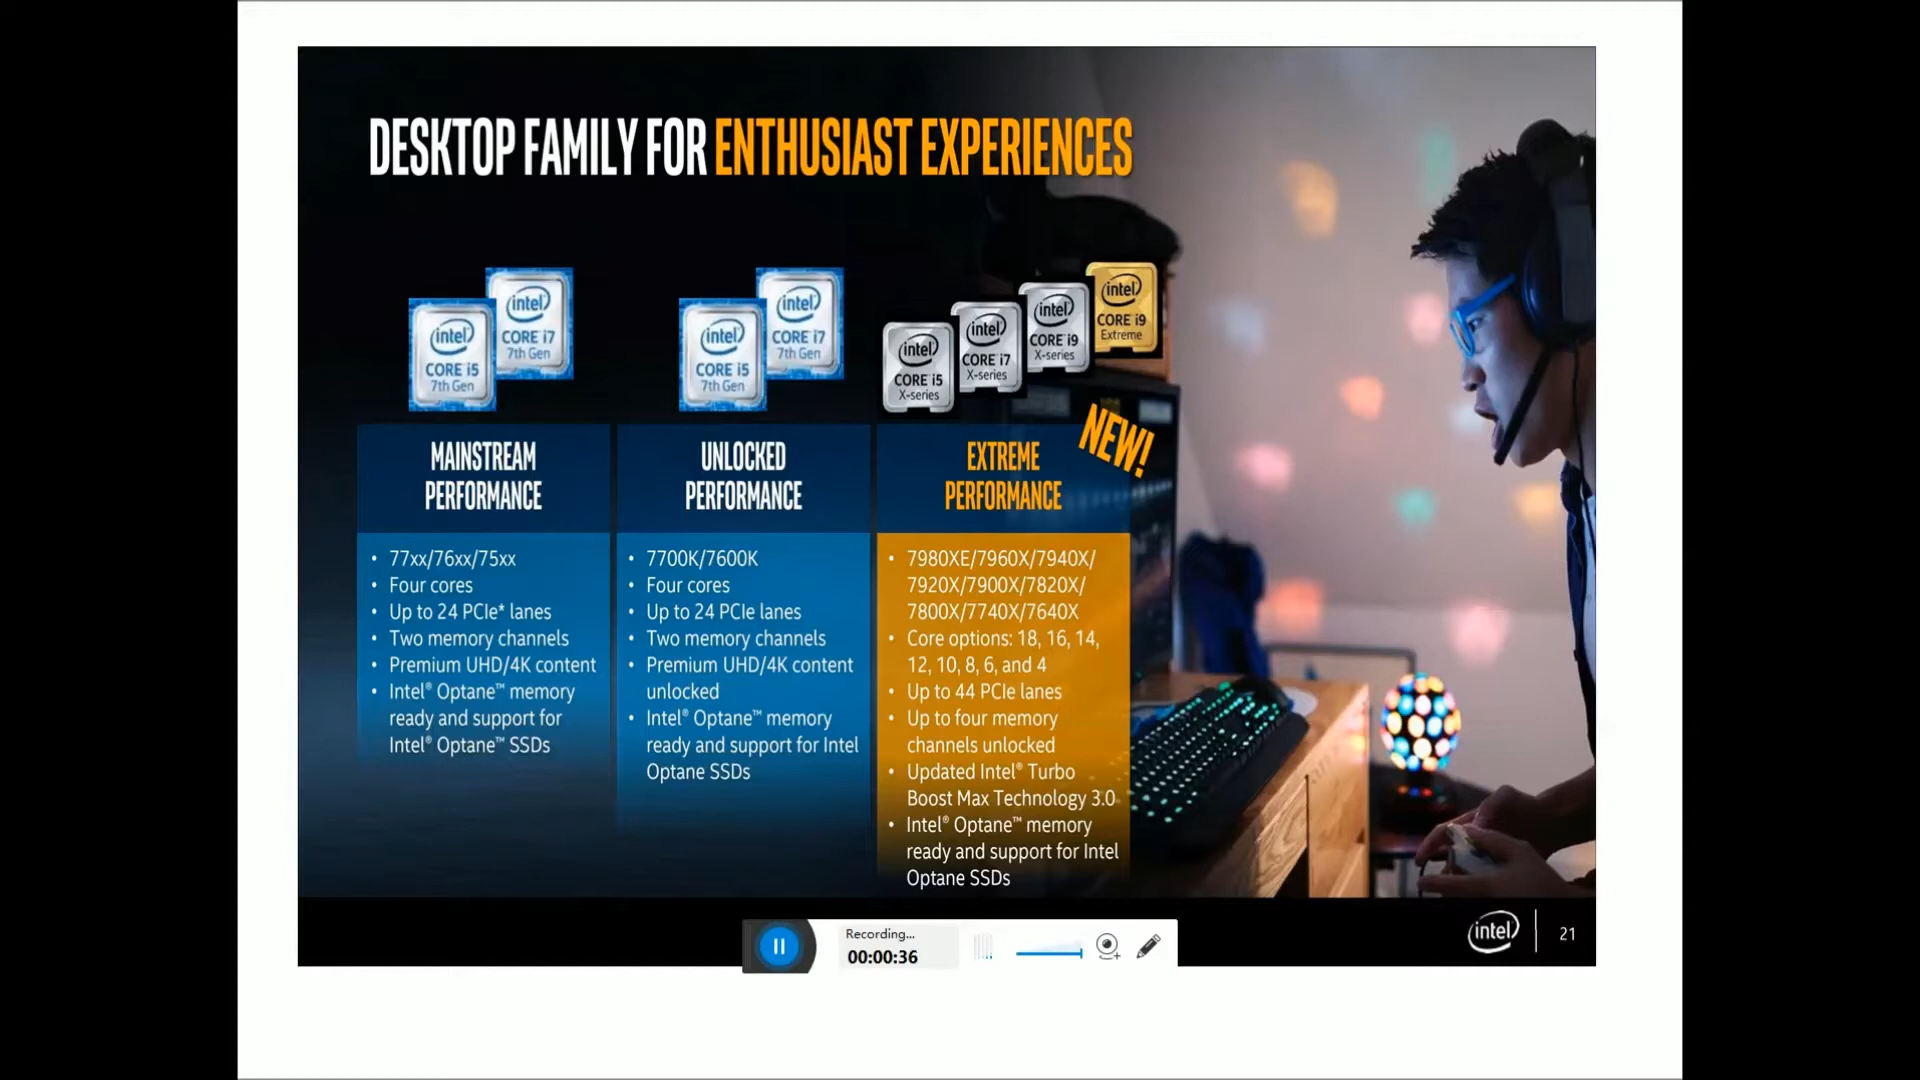 DESKTOP FAMILY FOR ENTHUSIAST EXPERIENCES
intel
CORE i5
7th Gen
intel
CORE i7
7th Gen
intel
CORE i5
7th Gen
intel
CORE i7
7th Gen
intel
CORE i5
X-series
intel
CORE i7
X-series
intel
CORE i9
X-series
intel
CORE i9
Extreme
MAINSTREAM
PERFORMANCE
• 77xx/76xx/75xx
• Four cores
• Up to 24 PCIe* lanes
• Two memory channels
• Premium UHD/4K content
• Intel® Optane™ memory
ready and support for
Intel® Optane™ SSDs
UNLOCKED
PERFORMANCE
• 7700K/7600K
• Four cores
• Up to 24 PCIe lanes
• Two memory channels
• Premium UHD/4K content
unlocked
• Intel® Optane™ memory
ready and support for Intel
Optane SSDs
NEW!
EXTREME
PERFORMANCE
• 7980XE/7960X/7940X/
7920X/7900X/7820X/
7800X/7740X/7640X
• Core options: 18, 16, 14,
12, 10, 8, 6, and 4
• Up to 44 PCIe lanes
• Up to four memory
channels unlocked
• Updated Intel® Turbo
Boost Max Technology 3.0
• Intel® Optane™ memory
ready and support for Intel
Optane SSDs
intel
21
Recording...
00:00:36